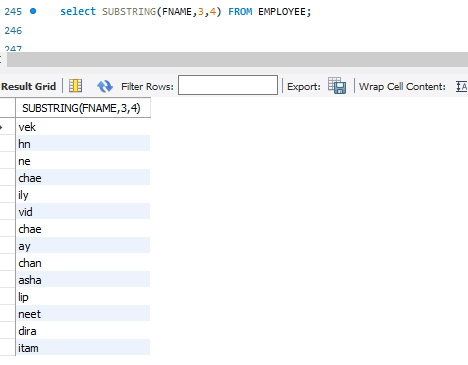 245 select SUBSTRING(FNAME,3,4) FROM EMPLOYEE;
246
247
Result Grid Filter Rows: Export: Wrap Cell Content:
SUBSTRING(FNAME,3,4)
vek
hn
ne
chae
ily
vid
chae
ay
chan
asha
lip
neet
dira
itam